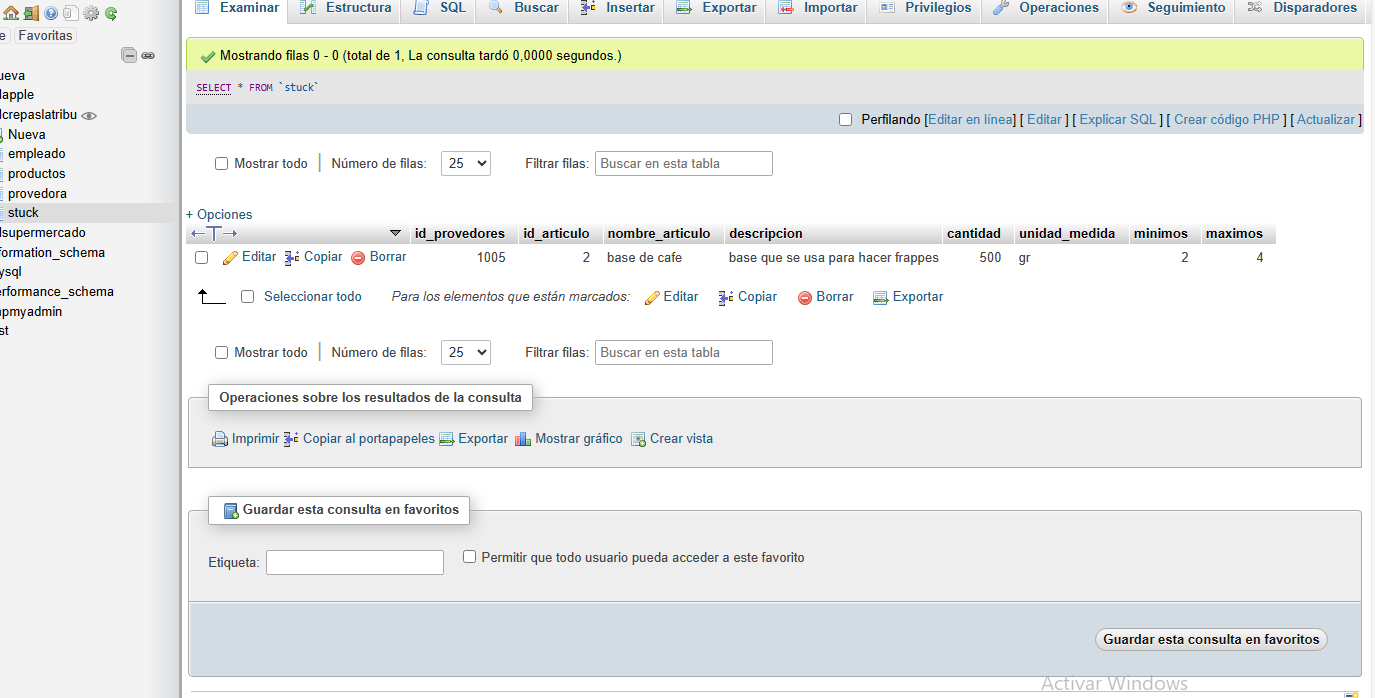 Examinar Estructura SQL Buscar Insertar Exportar Importar Privilegios Operaciones Seguimiento Disparadores
e Favoritas
ueva
apple
crepaslatribu
Nueva
empleado
productos
provedora
stuck
supermercado
formation_schema
ysql
erformance_schema
pmyadmin
st
Mostrando filas 0 - 0 (total de 1, La consulta tardó 0,0000 segundos.)
SELECT * FROM `stuck`
Perfilando [Editar en línea] [ Editar ] [ Explicar SQL ] [ Crear código PHP ] [ Actualizar ]
Mostrar todo | Número de filas: 25 Filtrar filas: Buscar en esta tabla
+ Opciones
←T→ id_provedores id_articulo nombre_articulo descripcion cantidad unidad_medida minimos maximos
Editar Copiar Borrar 1005 2 base de cafe base que se usa para hacer frappes 500 gr 2 4
Seleccionar todo Para los elementos que están marcados: Editar Copiar Borrar Exportar
Mostrar todo | Número de filas: 25 Filtrar filas: Buscar en esta tabla
Operaciones sobre los resultados de la consulta
Imprimir Copiar al portapapeles Exportar Mostrar gráfico Crear vista
Guardar esta consulta en favoritos
Etiqueta: Permitir que todo usuario pueda acceder a este favorito
Guardar esta consulta en favoritos
Activar Windows